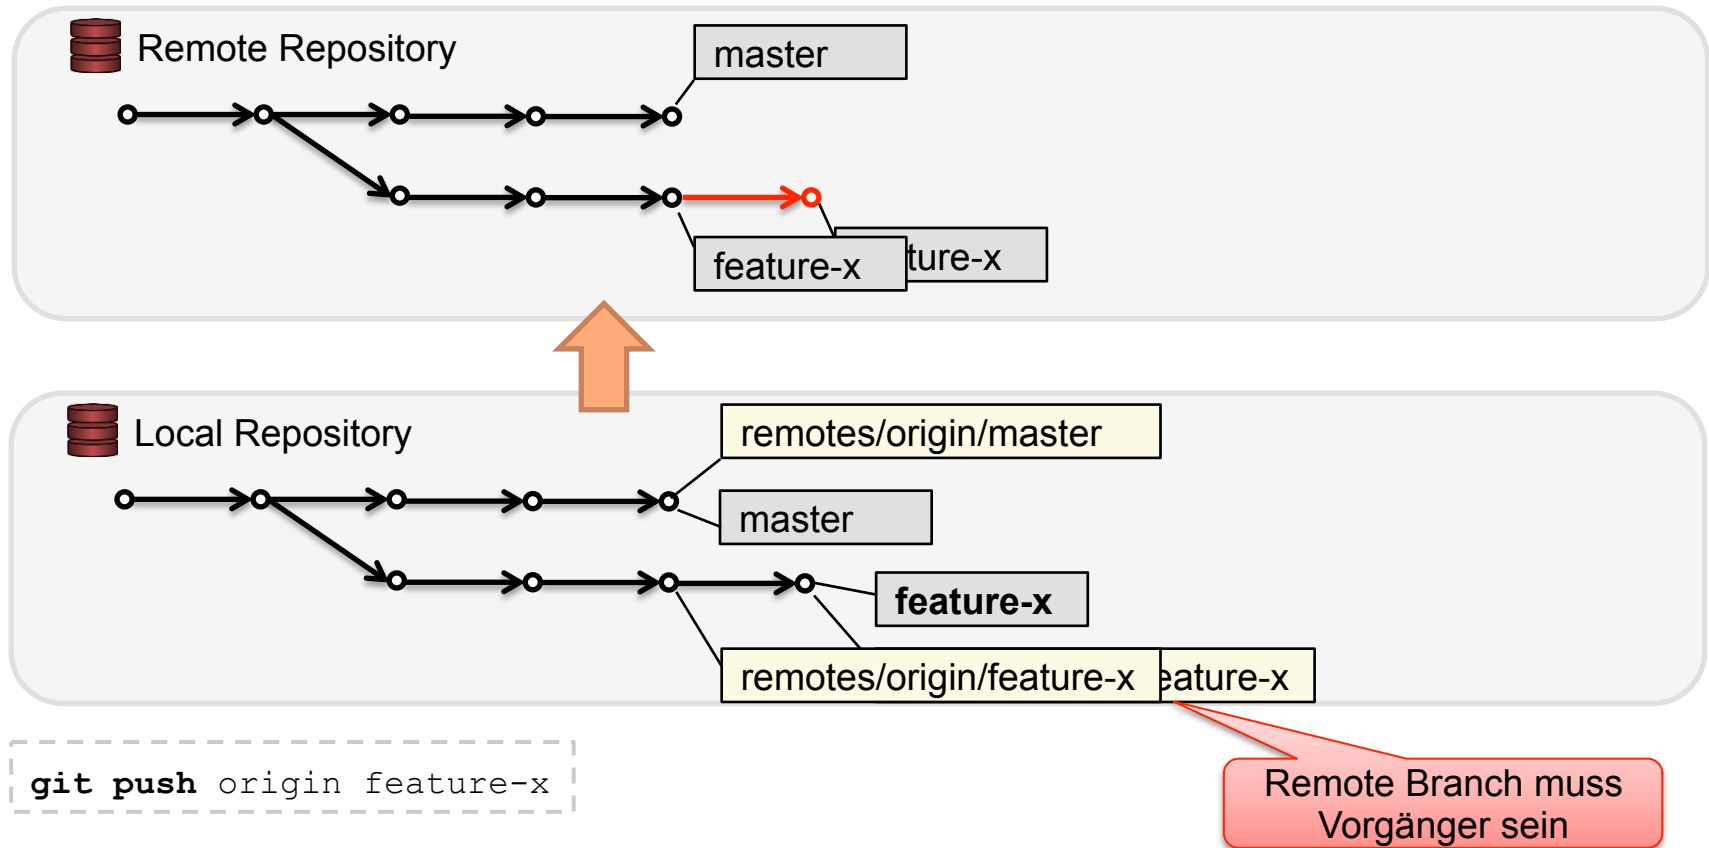 Remote Repository
master
feature-x
ture-x
Local Repository
remotes/origin/master
master
feature-x
remotes/origin/feature-x
eature-x
git push origin feature-x
Remote Branch muss
Vorgänger sein